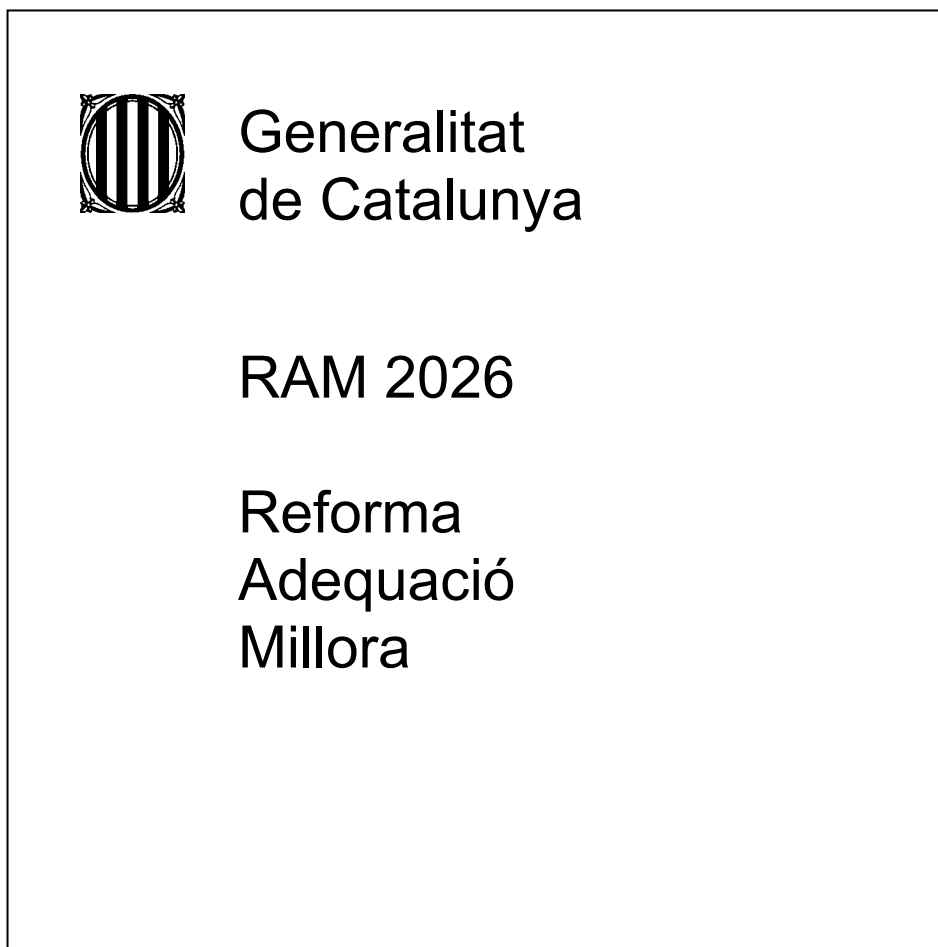 Generalitat
de Catalunya
RAM 2026
Reforma
Adequació
Millora